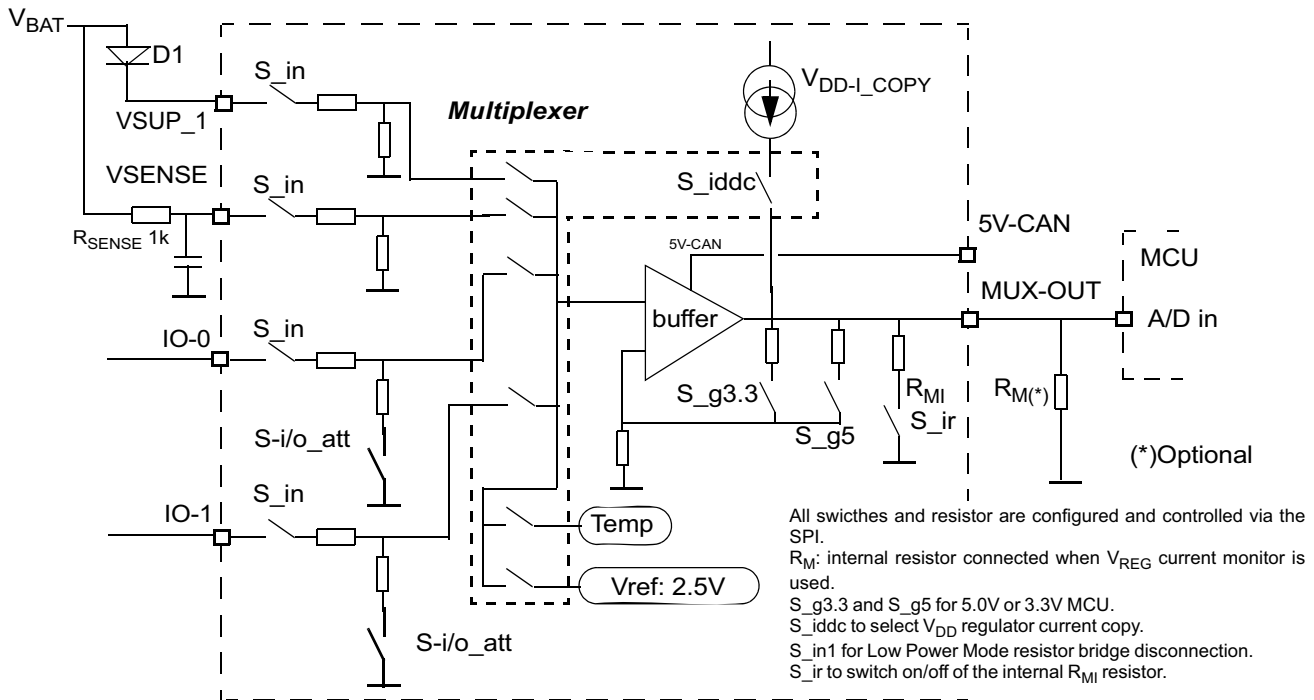 VBAT
D1
S_in
VSUP_1
Multiplexer
VDD-I_COPY
VSENSE
S_in
S_iddc
RSENSE 1k
5V-CAN
5V-CAN
MCU
MUX-OUT
buffer
A/D in
IO-0
S_in
S_g3.3
RMI
RM(*)
S_g5
S_ir
S-i/o_att
(*)Optional
S_in
IO-1
Temp
Vref: 2.5V
S-i/o_att
All swicthes and resistor are configured and controlled via the
SPI.
RM: internal resistor connected when VREG current monitor is
used.
S_g3.3 and S_g5 for 5.0V or 3.3V MCU.
S_iddc to select VDD regulator current copy.
S_in1 for Low Power Mode resistor bridge disconnection.
S_ir to switch on/off of the internal RMI resistor.